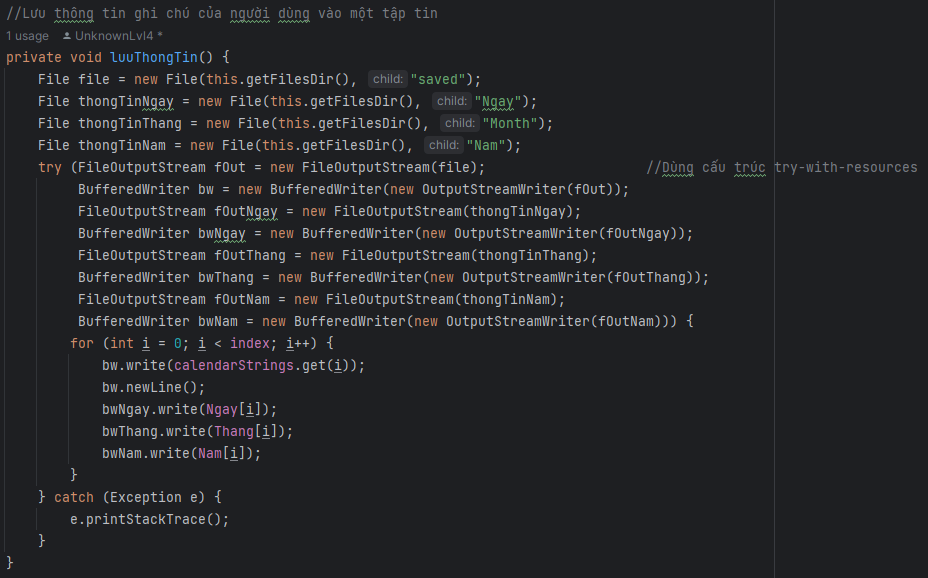 //Lưu thông tin ghi chú của người dùng vào một tập tin
1 usage UnknownLvl4 *
private void luuThongTin() {
File file = new File(this.getFilesDir(), child: "saved");
File thongTinNgay = new File(this.getFilesDir(), child: "Ngay");
File thongTinThang = new File(this.getFilesDir(), child: "Month");
File thongTinNam = new File(this.getFilesDir(), child: "Nam");
try (FileOutputStream fOut = new FileOutputStream(file); //Dùng cấu trúc try-with-resources
BufferedWriter bw = new BufferedWriter(new OutputStreamWriter(fOut));
FileOutputStream fOutNgay = new FileOutputStream(thongTinNgay);
BufferedWriter bwNgay = new BufferedWriter(new OutputStreamWriter(fOutNgay));
FileOutputStream fOutThang = new FileOutputStream(thongTinThang);
BufferedWriter bwThang = new BufferedWriter(new OutputStreamWriter(fOutThang));
FileOutputStream fOutNam = new FileOutputStream(thongTinNam);
BufferedWriter bwNam = new BufferedWriter(new OutputStreamWriter(fOutNam))) {
for (int i = 0; i < index; i++) {
bw.write(calendarStrings.get(i));
bw.newLine();
bwNgay.write(Ngay[i]);
bwThang.write(Thang[i]);
bwNam.write(Nam[i]);
}
} catch (Exception e) {
e.printStackTrace();
}
}